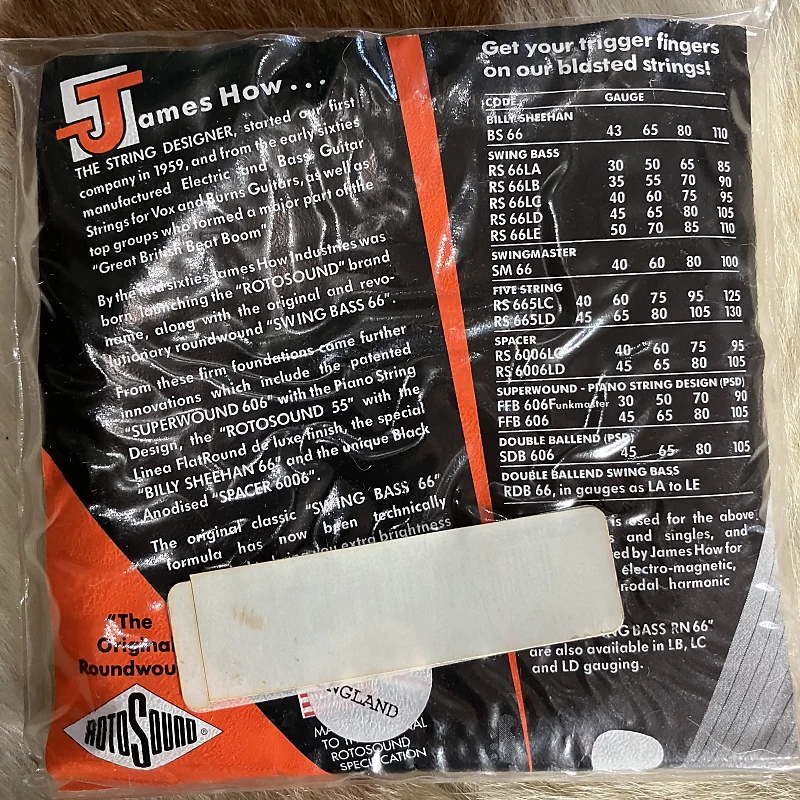 James How...
THE STRING DESIGNER, started our first
company in 1959, and from the early sixties
manufactured Electric and Bass Guitar
Strings for Vox and Burns Guitars, as well as
top groups who formed a major part of the
"Great British Beat Boom".
By the mid sixties James How Industries was
born launching the "ROTOSOUND" brand
name, along with the original and revo-
lutionary roundwound "SWING BASS 66".
From these firm foundations came further
innovations which include the patented
"SUPERWOUND 606" with the Piano String
Design, the "ROTOSOUND 55" with the
Linea FlatRound de luxe finish, the special
"BILLY SHEEHAN 66" and the unique Black
Anodised "SPACER 6006".
The original classic "SWING BASS 66"
formula has now been technically
you extra brightness
"The
Original
Roundwou
ROTOSOUND
ENGLAND
TO
ROTOSOUND
SPECIFICATION
Get your trigger fingers
on our blasted strings!
CODE GAUGE
BILLY SHEEHAN
BS 66 43 65 80 110
SWING BASS
RS 66LA 30 50 65 85
RS 66LB 35 55 70 90
RS 66LC 40 60 75 95
RS 66LD 45 65 80 105
RS 66LE 50 70 85 110
SWINGMASTER
SM 66 40 60 80 100
FIVE STRING
RS 665LC 40 60 75 95 125
RS 665LD 45 65 80 105 130
SPACER
RS 6006LC 40 60 75 95
RS 6006LD 45 65 80 105
SUPERWOUND - PIANO STRING DESIGN (PSD)
FFB 606Funkmaster 30 50 70 90
FFB 606 45 65 80 105
DOUBLE BALLEND (PSD)
SDB 606 45 65 80 105
DOUBLE BALLEND SWING BASS
RDB 66, in gauges as LA to LE
is used for the above
s and singles, and
ed by James How for
electro-magnetic,
nodal harmonic
G BASS RN 66"
are also available in LB, LC
and LD gauging.